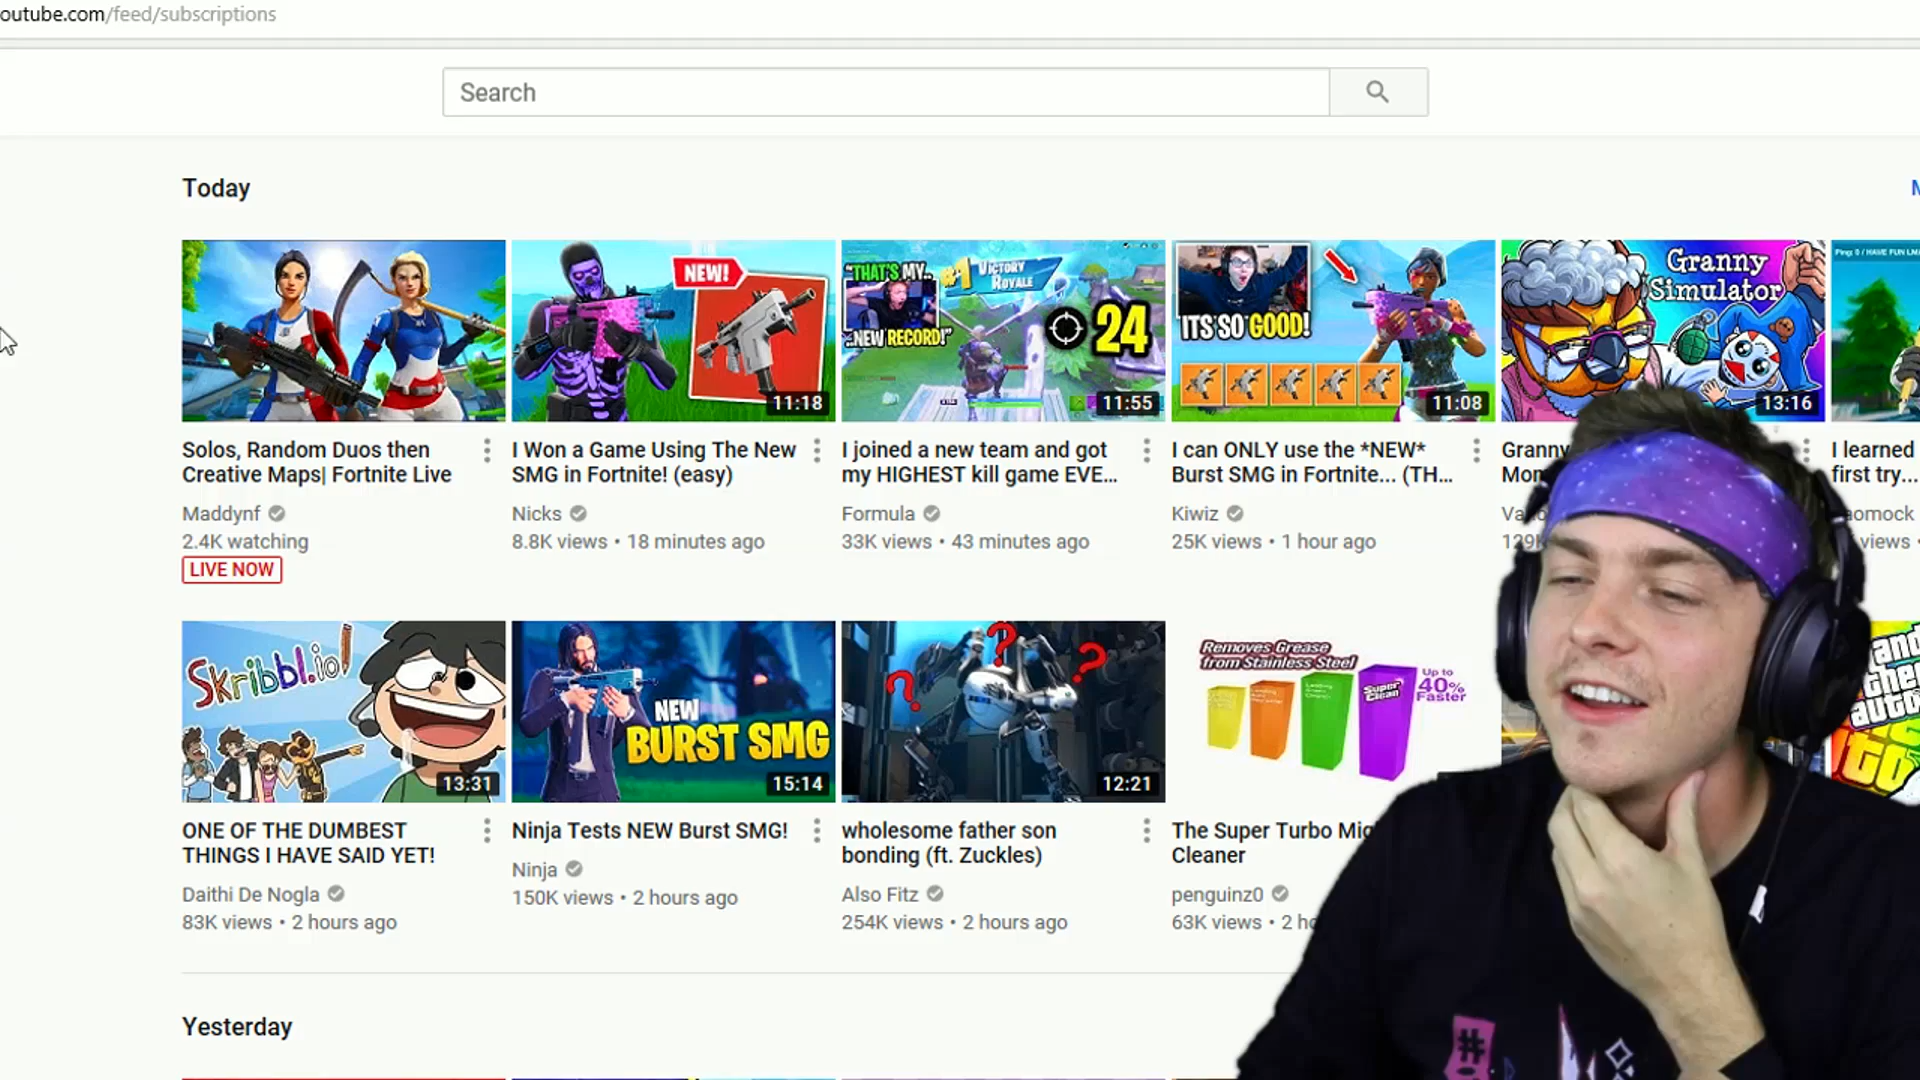 outube.com/feed/subscriptions
Search
Today
NEW!
11:18
"THAT'S MY..
..NEW RECORD!"
#1 VICTORY ROYALE
24
11:55
ITS SO GOOD!
11:08
Granny Simulator
13:16
Solos, Random Duos then
Creative Maps| Fortnite Live
Maddynf
2.4K watching
LIVE NOW
I Won a Game Using The New
SMG in Fortnite! (easy)
Nicks
8.8K views • 18 minutes ago
I joined a new team and got
my HIGHEST kill game EVE...
Formula
33K views • 43 minutes ago
I can ONLY use the *NEW*
Burst SMG in Fortnite... (TH...
Kiwiz
25K views • 1 hour ago
Granny
129K
I learned
first try...
views •
Skribbl.io!
13:31
NEW
BURST SMG
15:14
? ? ?
12:21
Removes Grease
from Stainless Steel
Super Clean
Up to
40%
Faster
ONE OF THE DUMBEST
THINGS I HAVE SAID YET!
Daithi De Nogla
83K views • 2 hours ago
Ninja Tests NEW Burst SMG!
Ninja
150K views • 2 hours ago
wholesome father son
bonding (ft. Zuckles)
Also Fitz
254K views • 2 hours ago
The Super Turbo
Cleaner
penguinz0
63K views • 2
Yesterday
#